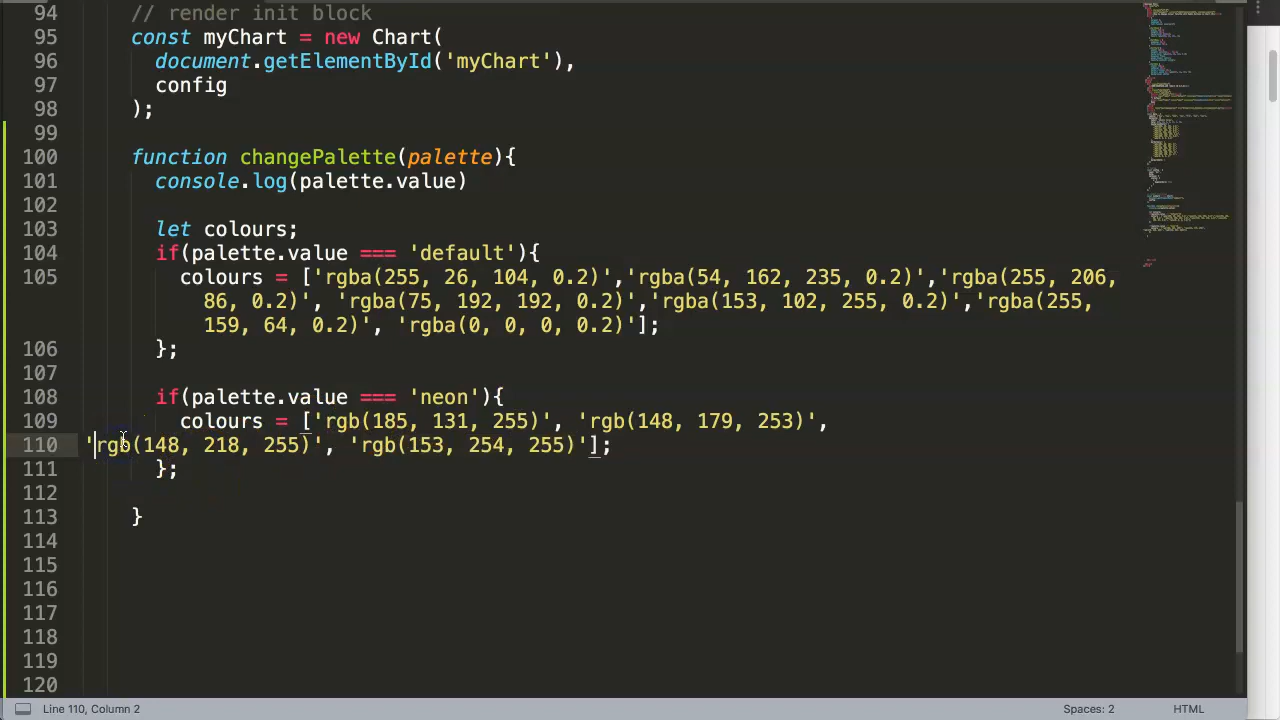 94 // render init block
95 const myChart = new Chart(
96 document.getElementById('myChart'),
97 config
98 );
99
100 function changePalette(palette){
101 console.log(palette.value)
102
103 let colours;
104 if(palette.value === 'default'){
105 colours = ['rgba(255, 26, 104, 0.2)','rgba(54, 162, 235, 0.2)','rgba(255, 206,
86, 0.2)', 'rgba(75, 192, 192, 0.2)','rgba(153, 102, 255, 0.2)','rgba(255,
159, 64, 0.2)', 'rgba(0, 0, 0, 0.2)'];
106 };
107
108 if(palette.value === 'neon'){
109 colours = ['rgb(185, 131, 255)', 'rgb(148, 179, 253)',
110 'rgb(148, 218, 255)', 'rgb(153, 254, 255)'];
111 };
112
113 }
114
115
116
117
118
119
120
Line 110, Column 2
Spaces: 2
HTML